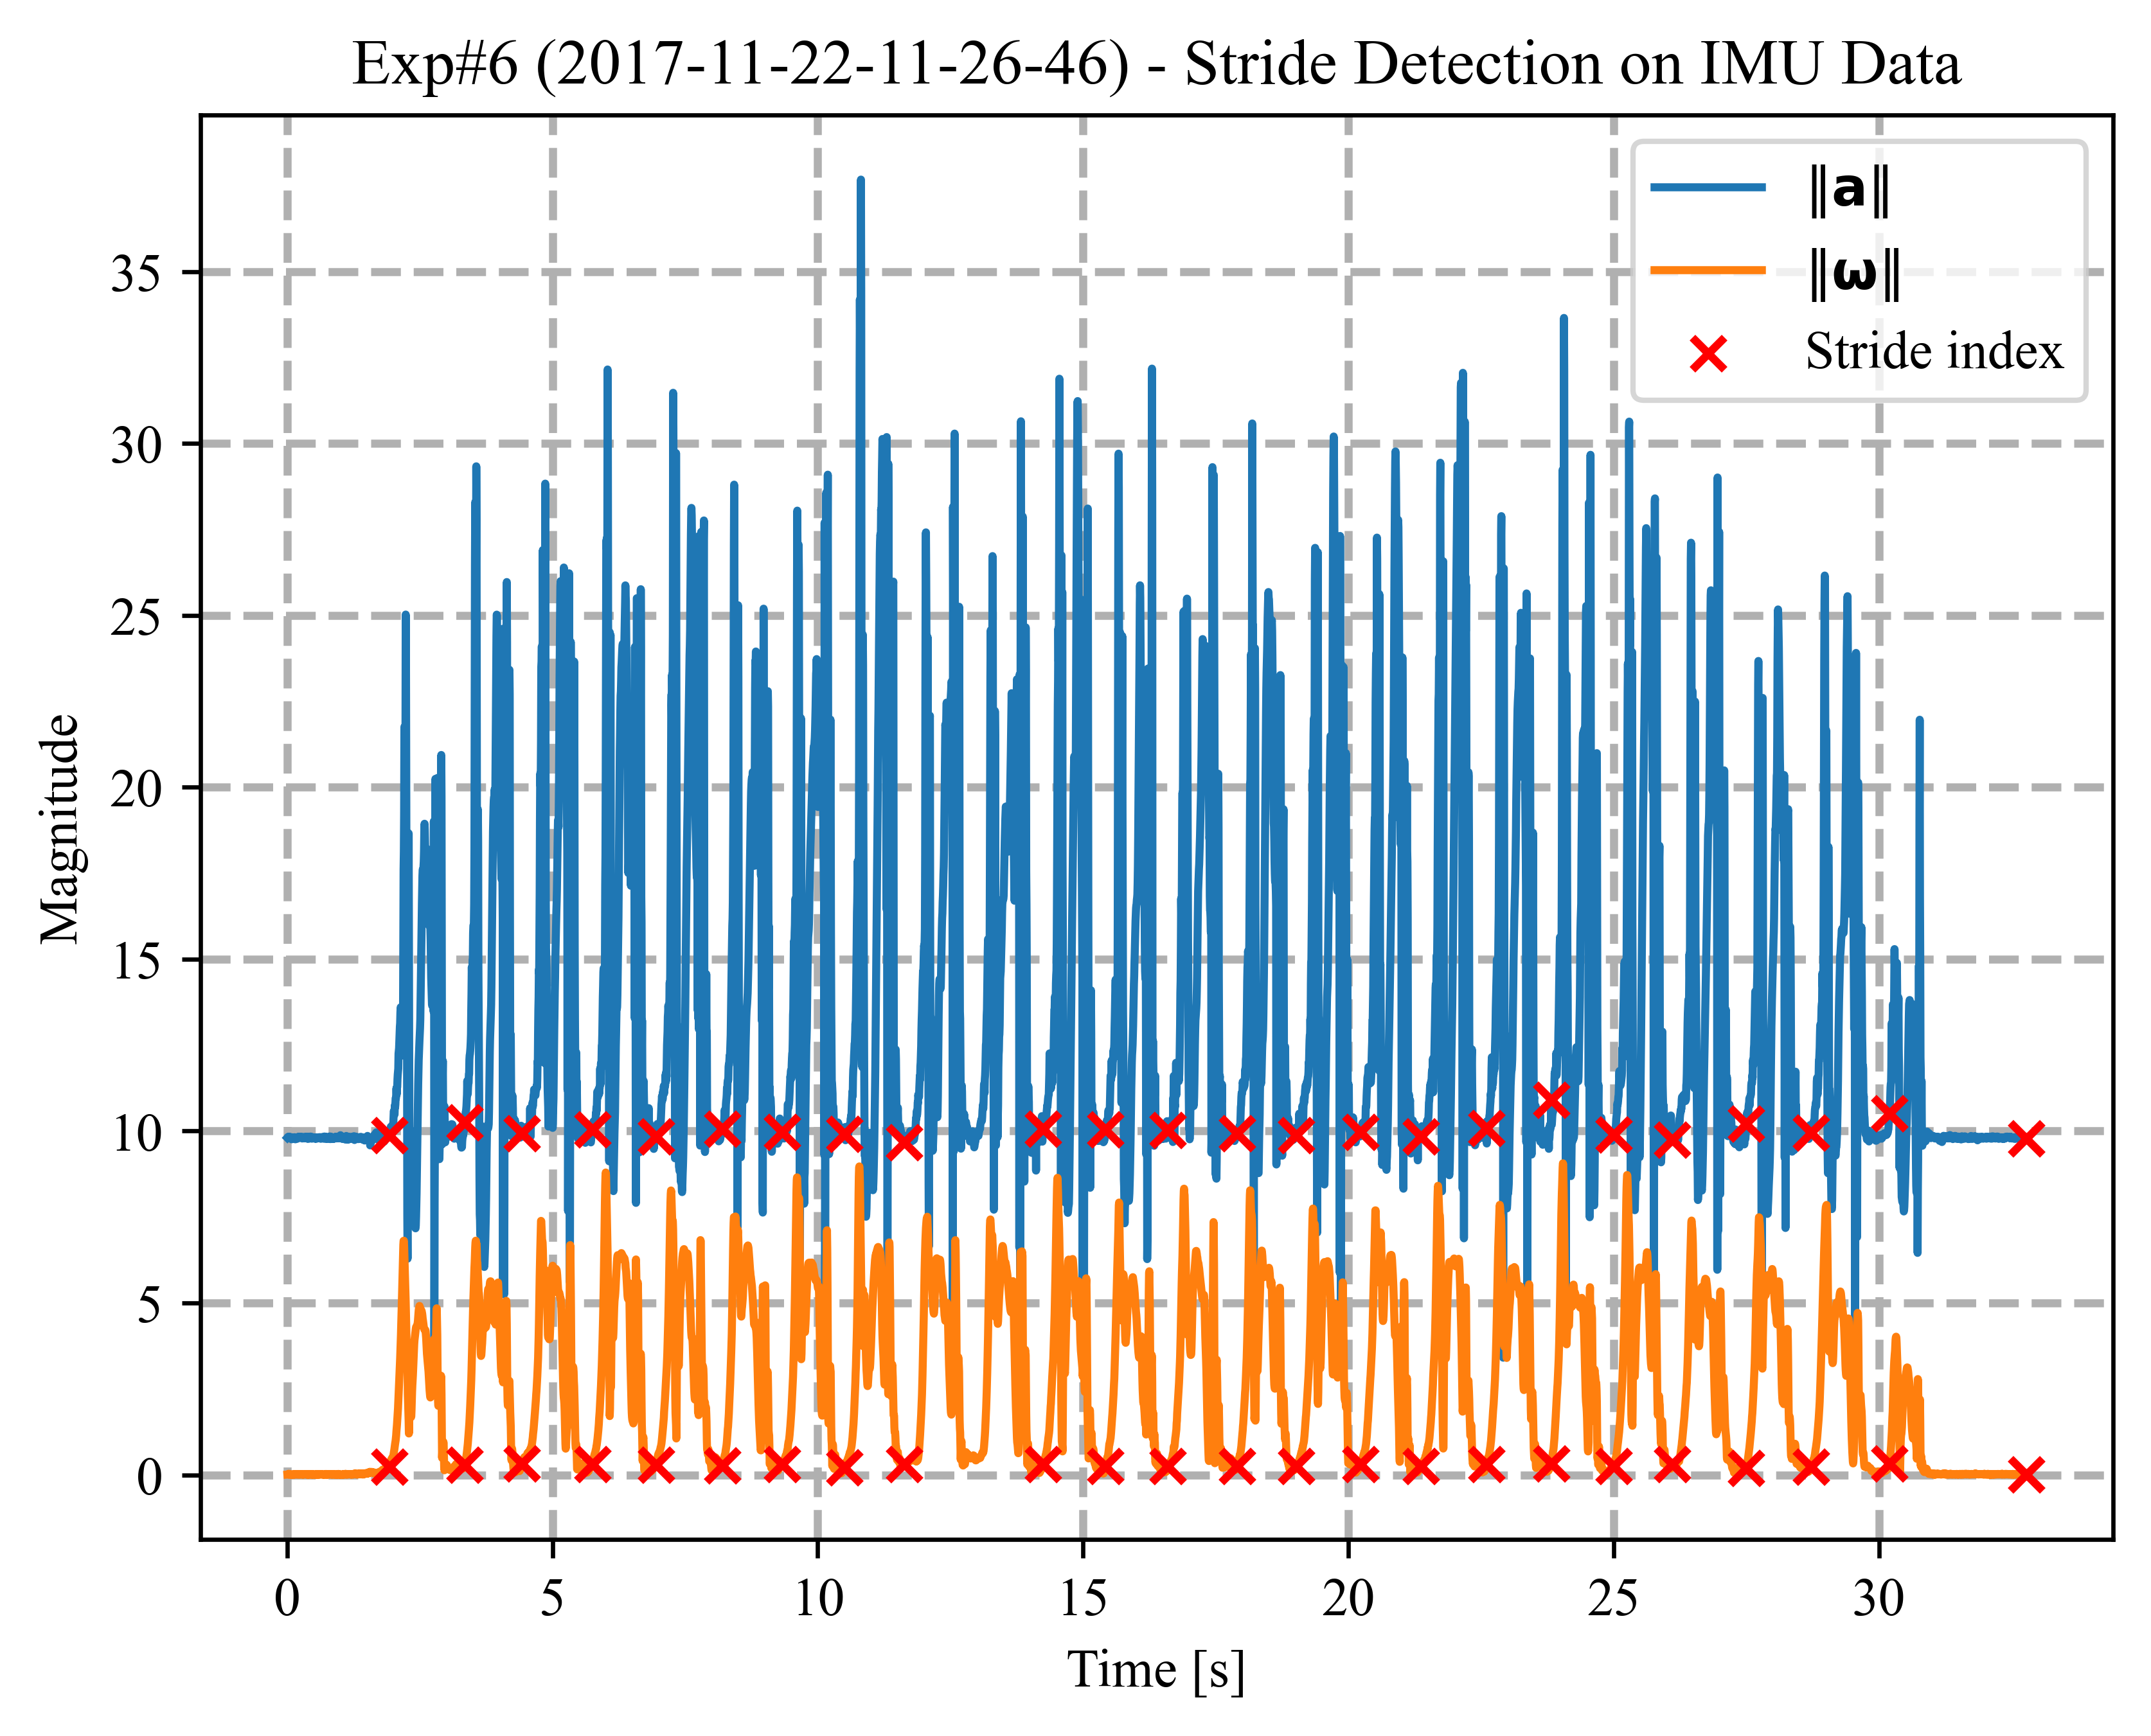 Exp#6 (2017-11-22-11-26-46) - Stride Detection on IMU Data
‖a‖
‖ω‖
Stride index
Magnitude
35
30
25
20
15
10
5
0
0 5 10 15 20 25 30
Time [s]